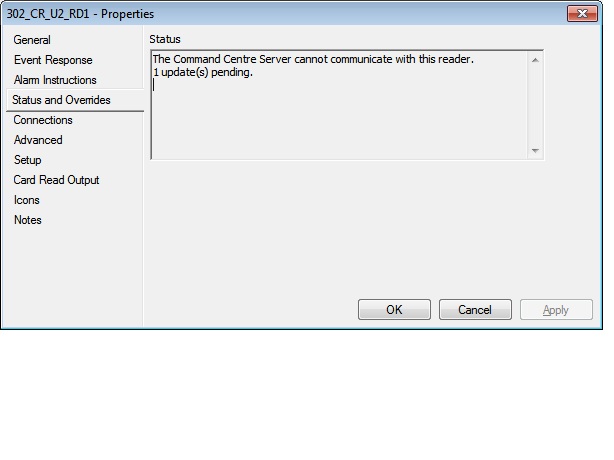 302_CR_U2_RD1 - Properties
General
Event Response
Alarm Instructions
Status and Overrides
Connections
Advanced
Setup
Card Read Output
Icons
Notes
Status
The Command Centre Server cannot communicate with this reader.
1 update(s) pending.
OK
Cancel
Apply